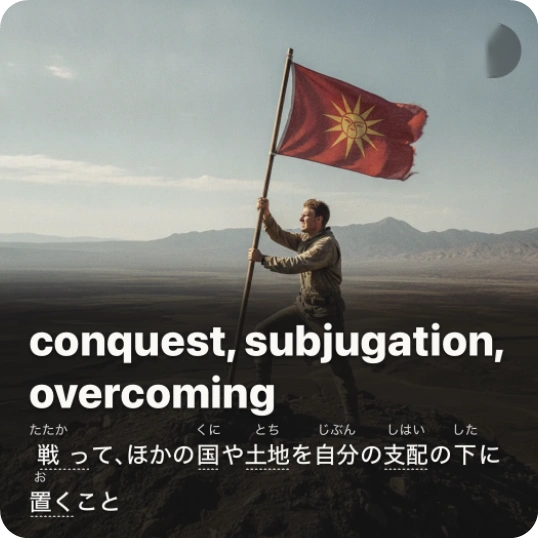 conquest, subjugation,
overcoming
たたか くに とち じぶん しはい した
戦って、ほかの国や土地を自分の支配の下に
お
置くこと